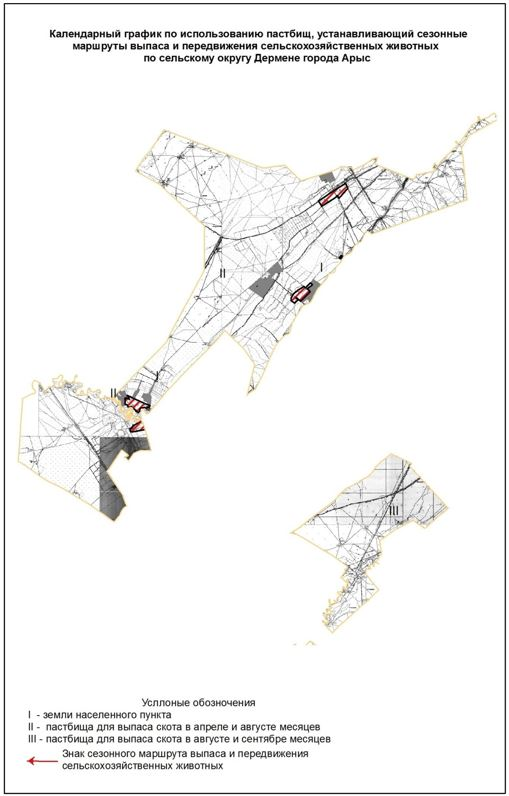 Календарный график по использованию пастбищ, устанавливающий сезонные
маршруты выпаса и передвижения сельскохозяйственных животных
по сельскому округу Дермене города Арыс
I
II
I
II
III
Усллоные обозночения
I - земли населенного пункта
II - пастбища для выпаса скота в апреле и августе месяцев
III - пастбища для выпаса скота в августе и сентябре месяцев
Знак сезонного маршрута выпаса и передвижения
сельскохозяйственных животных